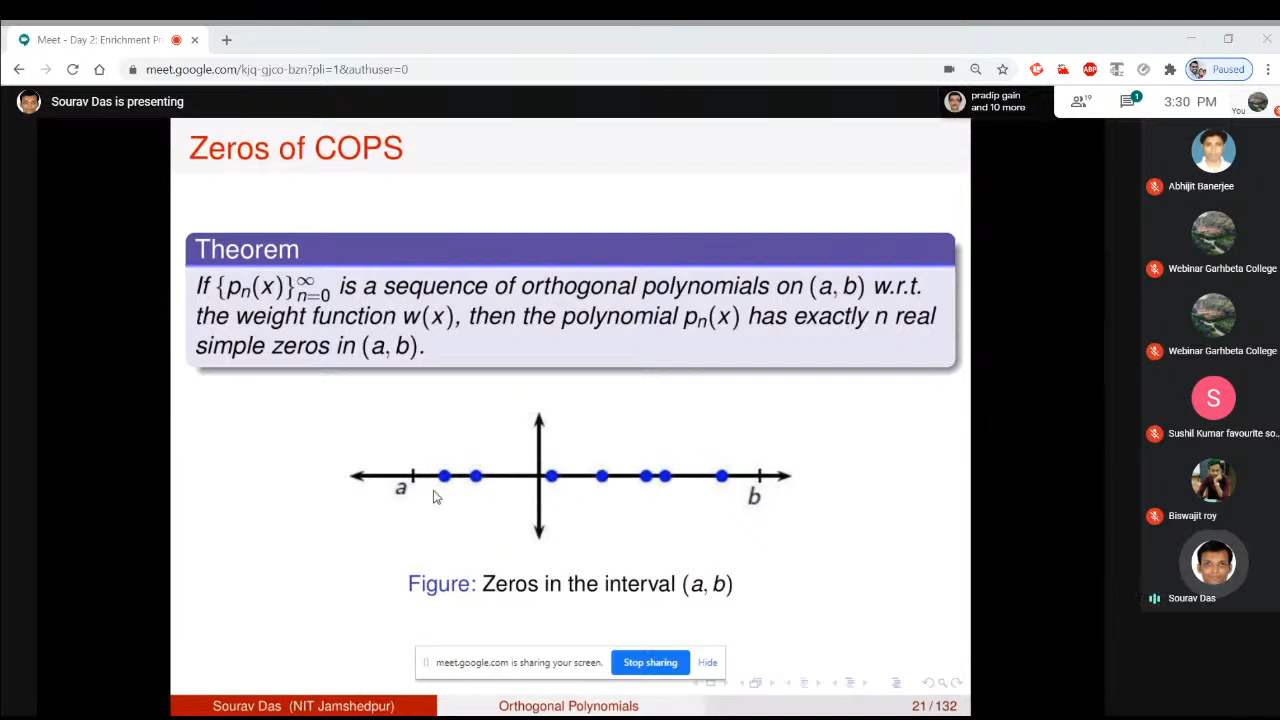 Meet - Day 2: Enrichment Pr
meet.google.com/kjq-gjco-bzn?pli=1&authuser=0
ABP
Paused
Sourav Das is presenting
pradip gain
and 10 more
19
1
3:30 PM
You
Zeros of COPS
Theorem
If {pₙ(x)}∞n=0 is a sequence of orthogonal polynomials on (a, b) w.r.t.
the weight function w(x), then the polynomial pₙ(x) has exactly n real
simple zeros in (a, b).
a
b
Figure: Zeros in the interval (a, b)
meet.google.com is sharing your screen. Stop sharing Hide
Sourav Das (NIT Jamshedpur) Orthogonal Polynomials 21 / 132
Abhijit Banerjee
Webinar Garhbeta College
Webinar Garhbeta College
S
Sushil Kumar favourite so...
Biswajit roy
Sourav Das